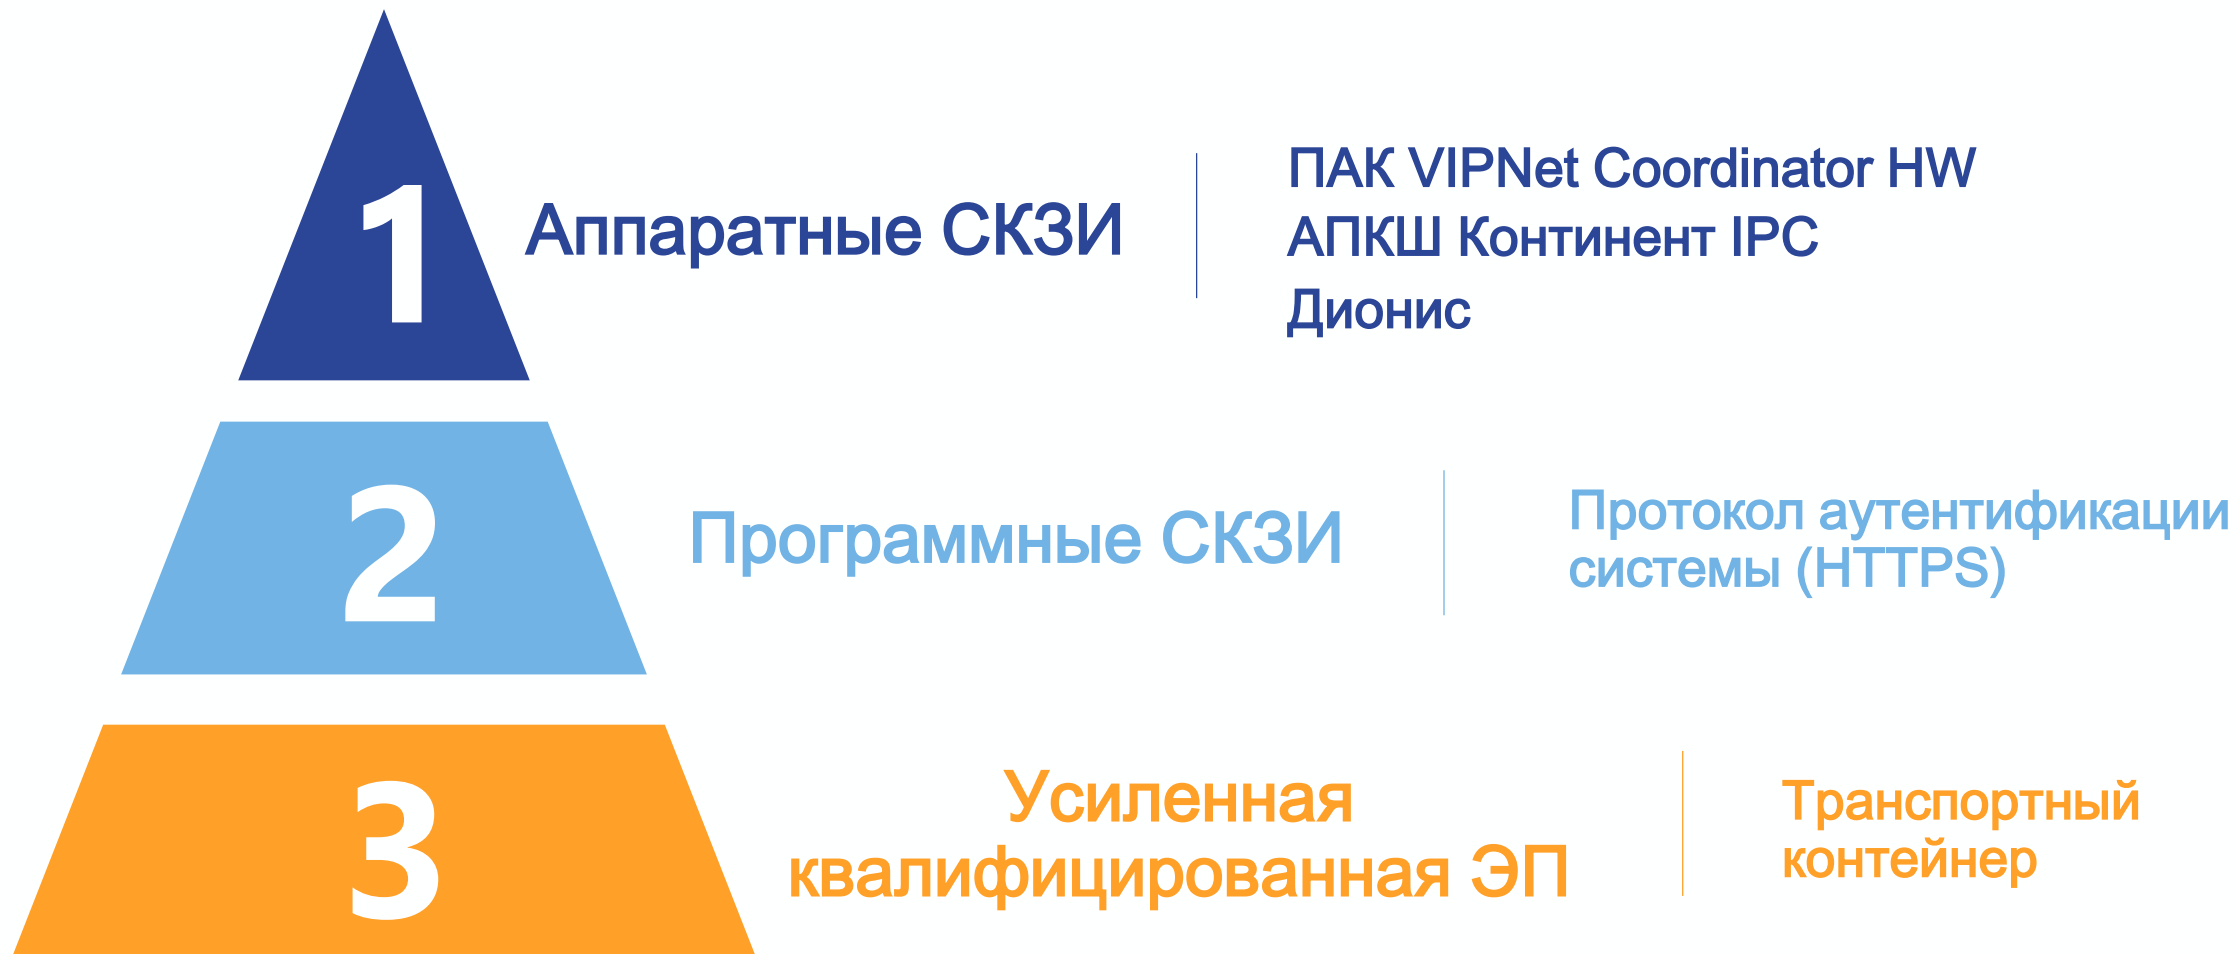 1
Аппаратные СКЗИ
ПАК VIPNet Coordinator HW
АПКШ Континент IPC
Дионис
2
Программные СКЗИ
Протокол аутентификации
системы (HTTPS)
3
Усиленная
квалифицированная ЭП
Транспортный
контейнер